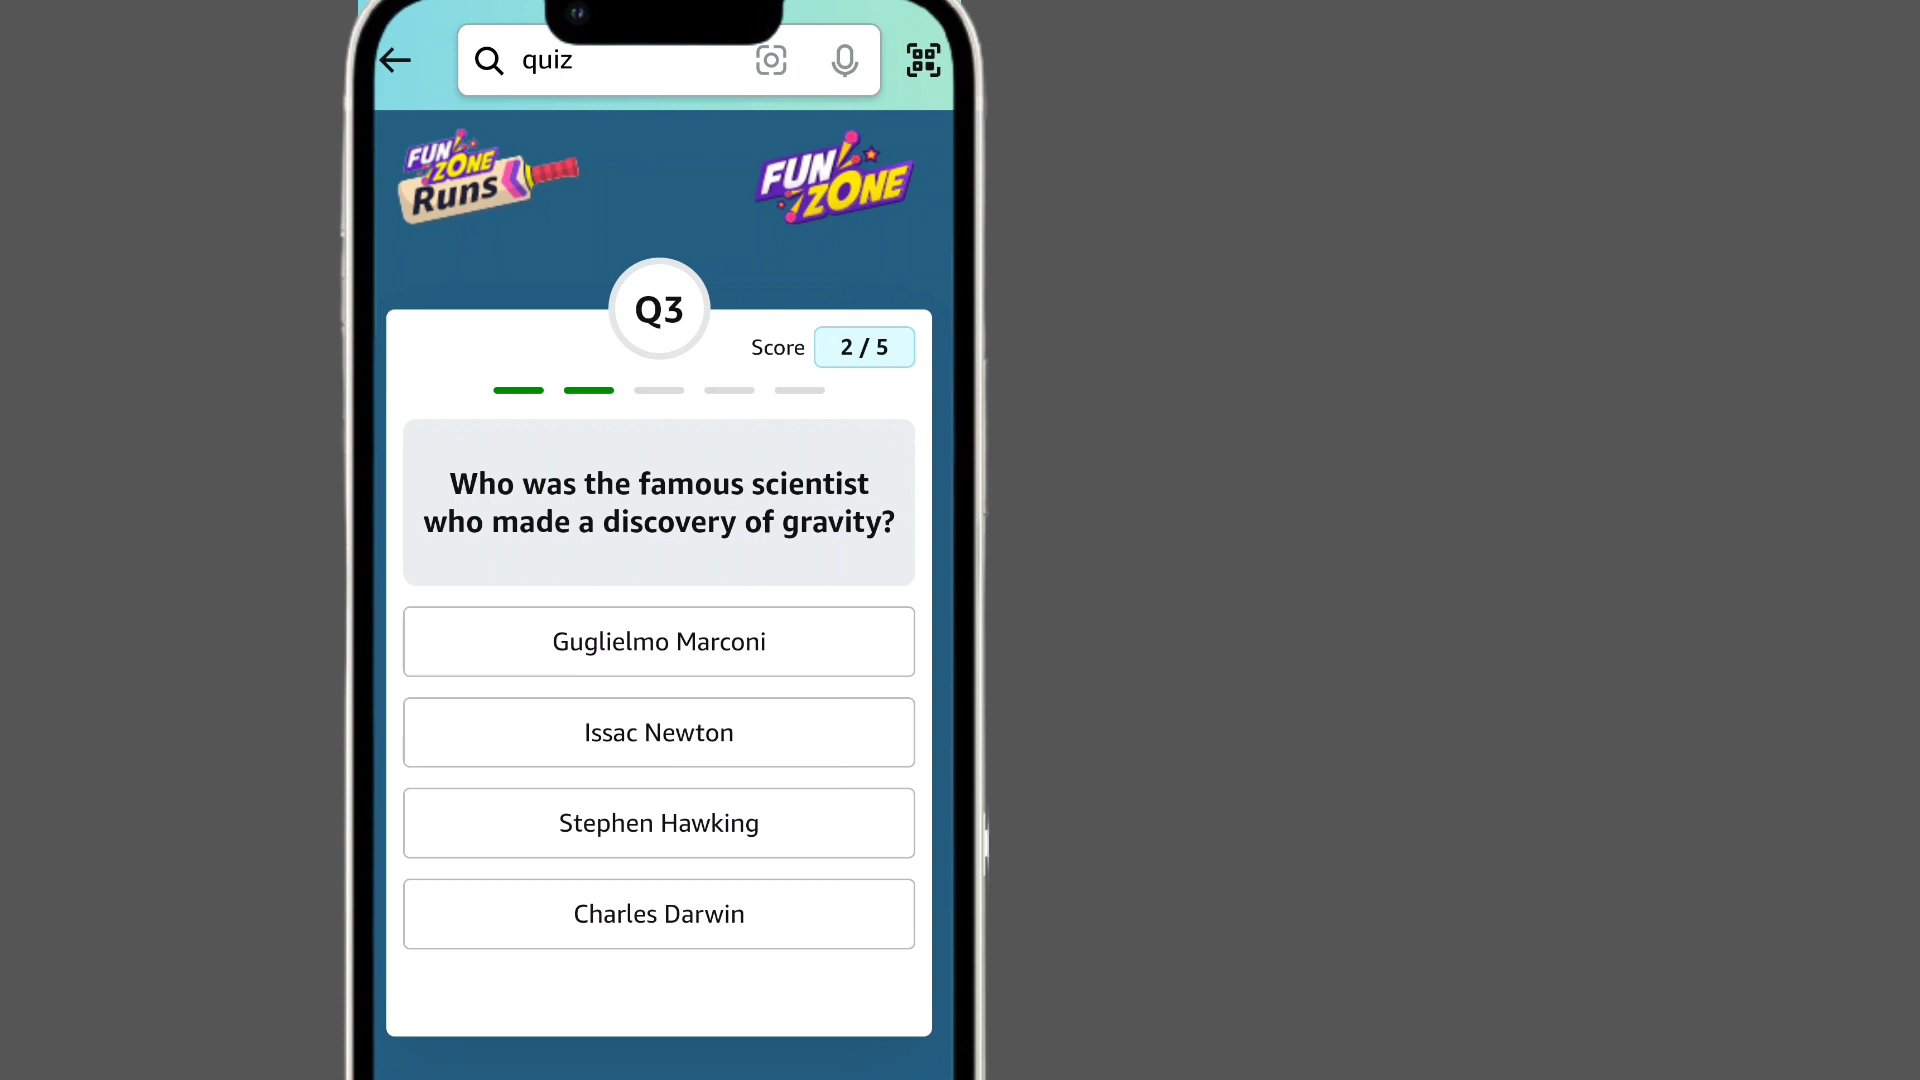 quiz
FUN
ZONE
Runs
FUN
ZONE
Q3
Score 2 / 5
Who was the famous scientist
who made a discovery of gravity?
Guglielmo Marconi
Issac Newton
Stephen Hawking
Charles Darwin